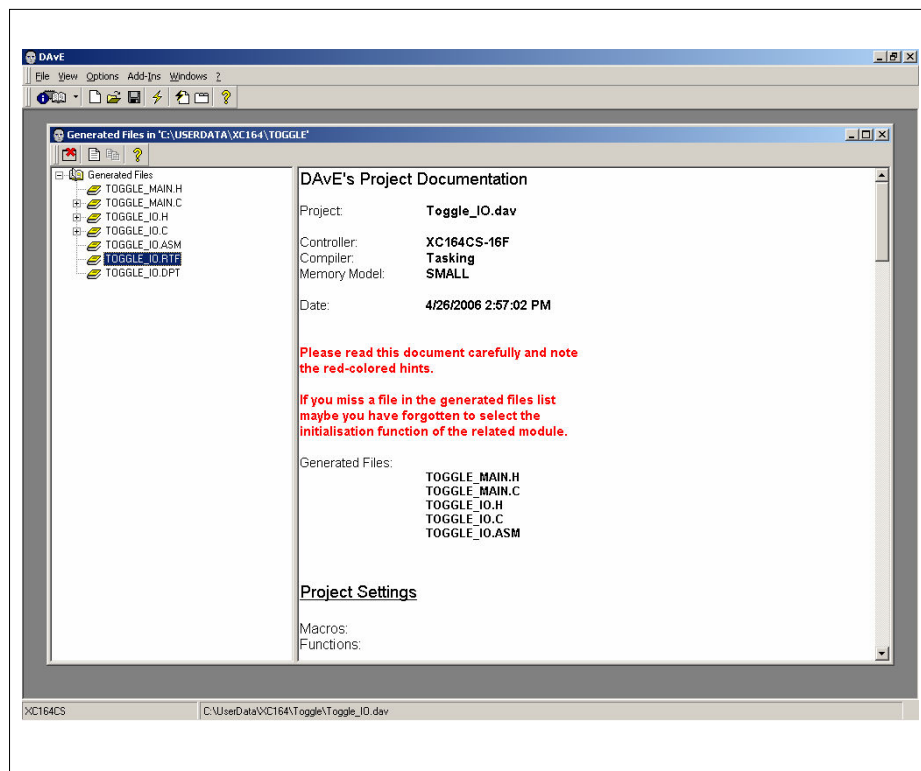 DAvE
File View Options Add-Ins Windows ?
Generated Files in 'C:\USERDATA\XC164\TOGGLE'
Generated Files
TOGGLE_MAIN.H
TOGGLE_MAIN.C
TOGGLE_IO.H
TOGGLE_IO.C
TOGGLE_IO.ASM
TOGGLE_IO.RTF
TOGGLE_IO.DPT
DAvE's Project Documentation
Project: Toggle_IO.dav
Controller: XC164CS-16F
Compiler: Tasking
Memory Model: SMALL
Date: 4/26/2006 2:57:02 PM
Please read this document carefully and note
the red-colored hints.
If you miss a file in the generated files list
maybe you have forgotten to select the
initialisation function of the related module.
Generated Files:
TOGGLE_MAIN.H
TOGGLE_MAIN.C
TOGGLE_IO.H
TOGGLE_IO.C
TOGGLE_IO.ASM
Project Settings
Macros:
Functions:
XC164CS C:\UserData\XC164\Toggle\Toggle_IO.dav